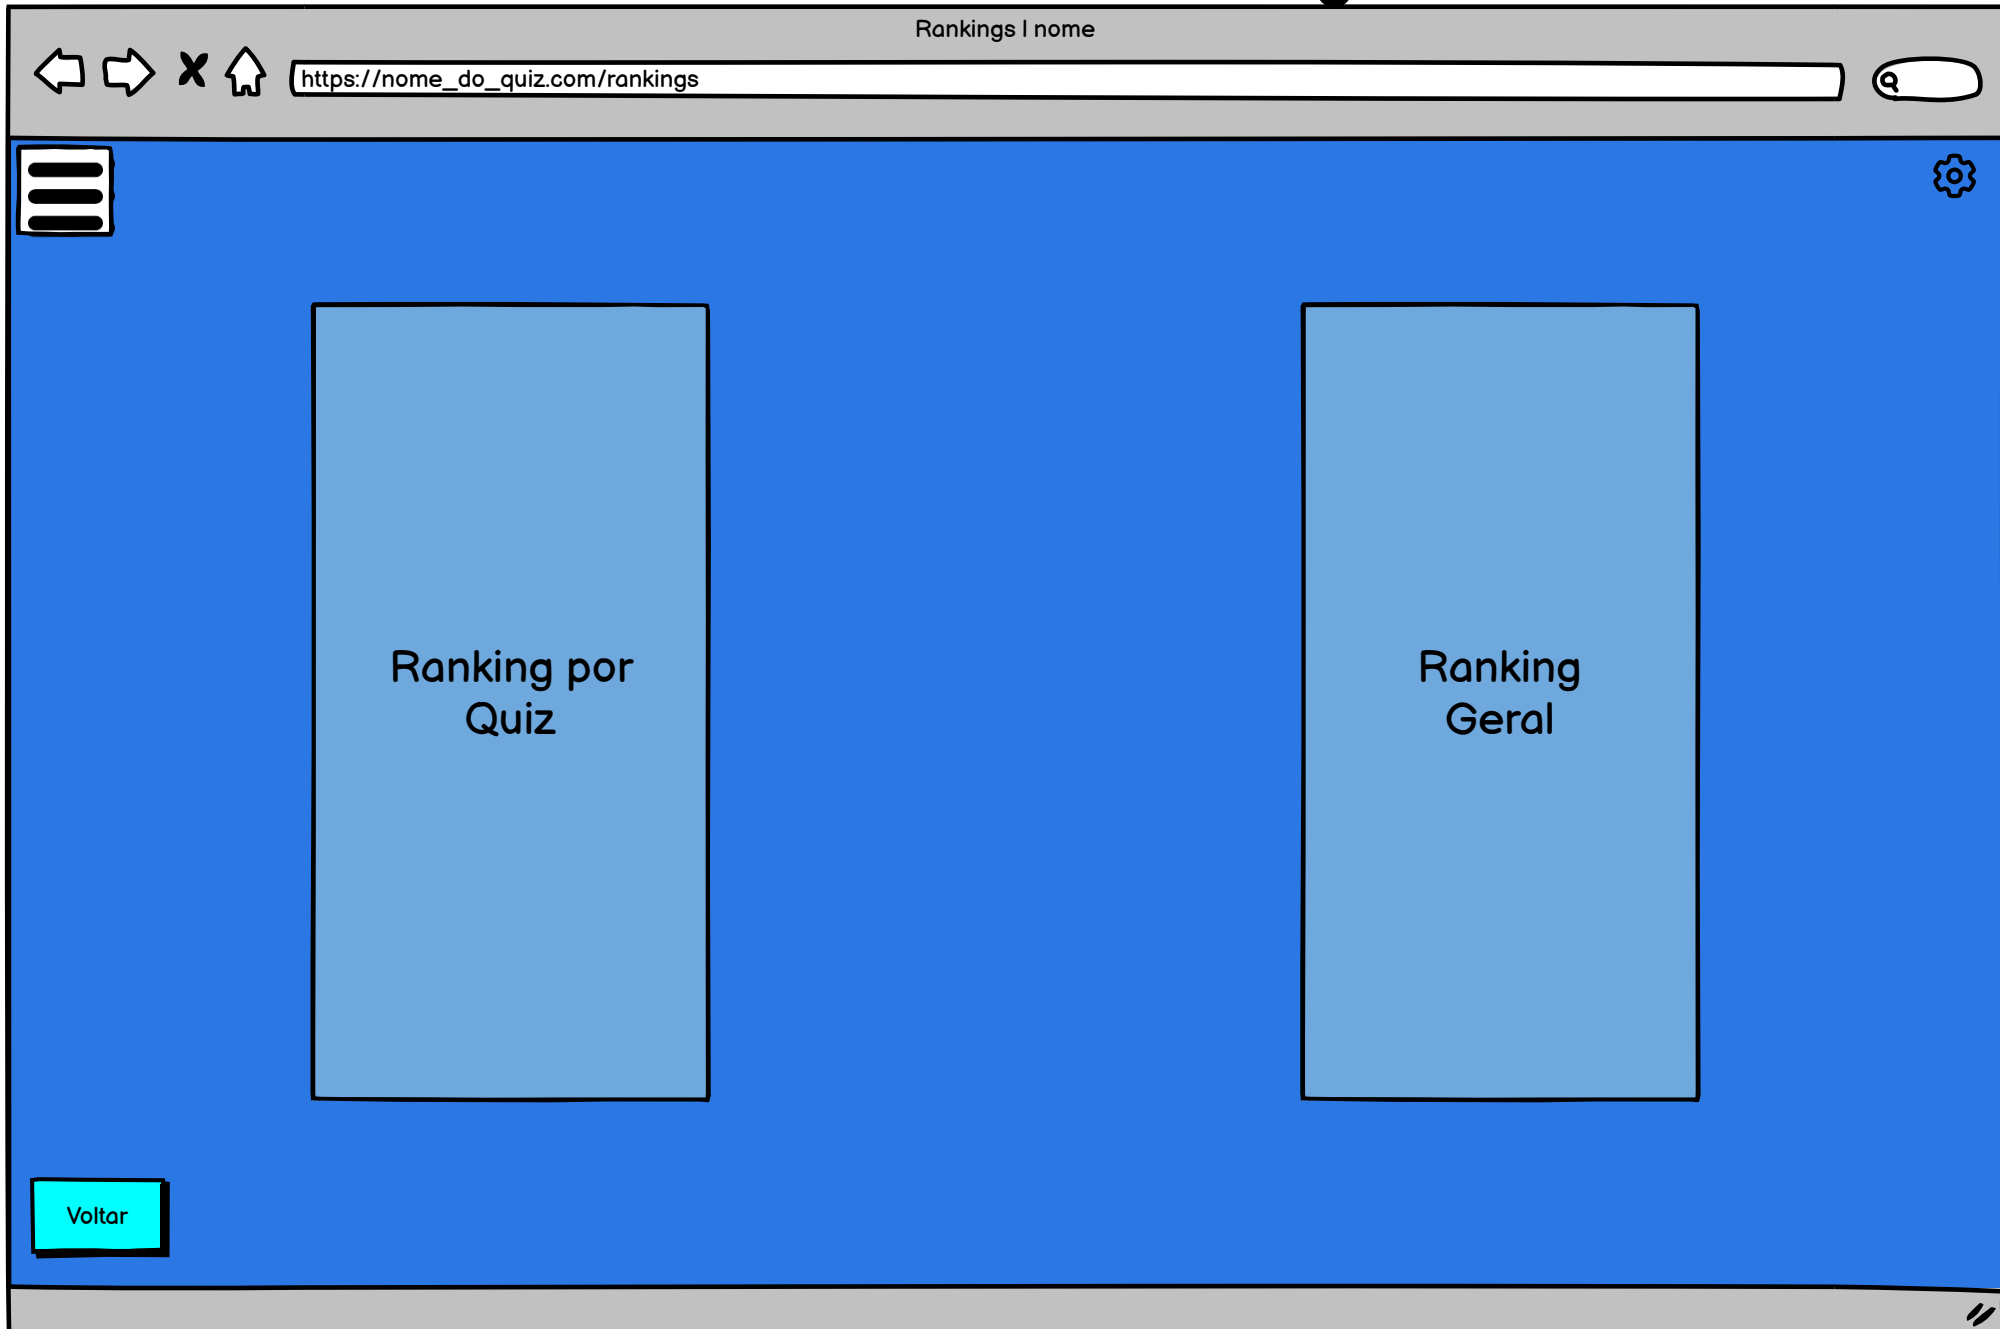 Rankings | nome
https://nome_do_quiz.com/rankings
Ranking por
Quiz
Ranking
Geral
Voltar